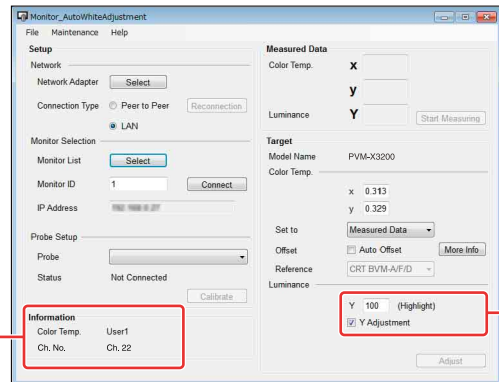 Monitor_AutoWhiteAdjustment
File Maintenance Help
Setup
Network
Network Adapter Select
Connection Type Peer to Peer Reconnection
LAN
Monitor Selection
Monitor List Select
Monitor ID 1 Connect
IP Address
Probe Setup
Probe
Status Not Connected
Calibrate
Information
Color Temp. User1
Ch. No. Ch. 22
Measured Data
Color Temp. x
y
Luminance Y Start Measuring
Target
Model Name PVM-X3200
Color Temp.
x 0.313
y 0.329
Set to Measured Data
Offset Auto Offset More Info
Reference CRT BVM-A/F/D
Luminance
Y 100 (Highlight)
Y Adjustment
Adjust